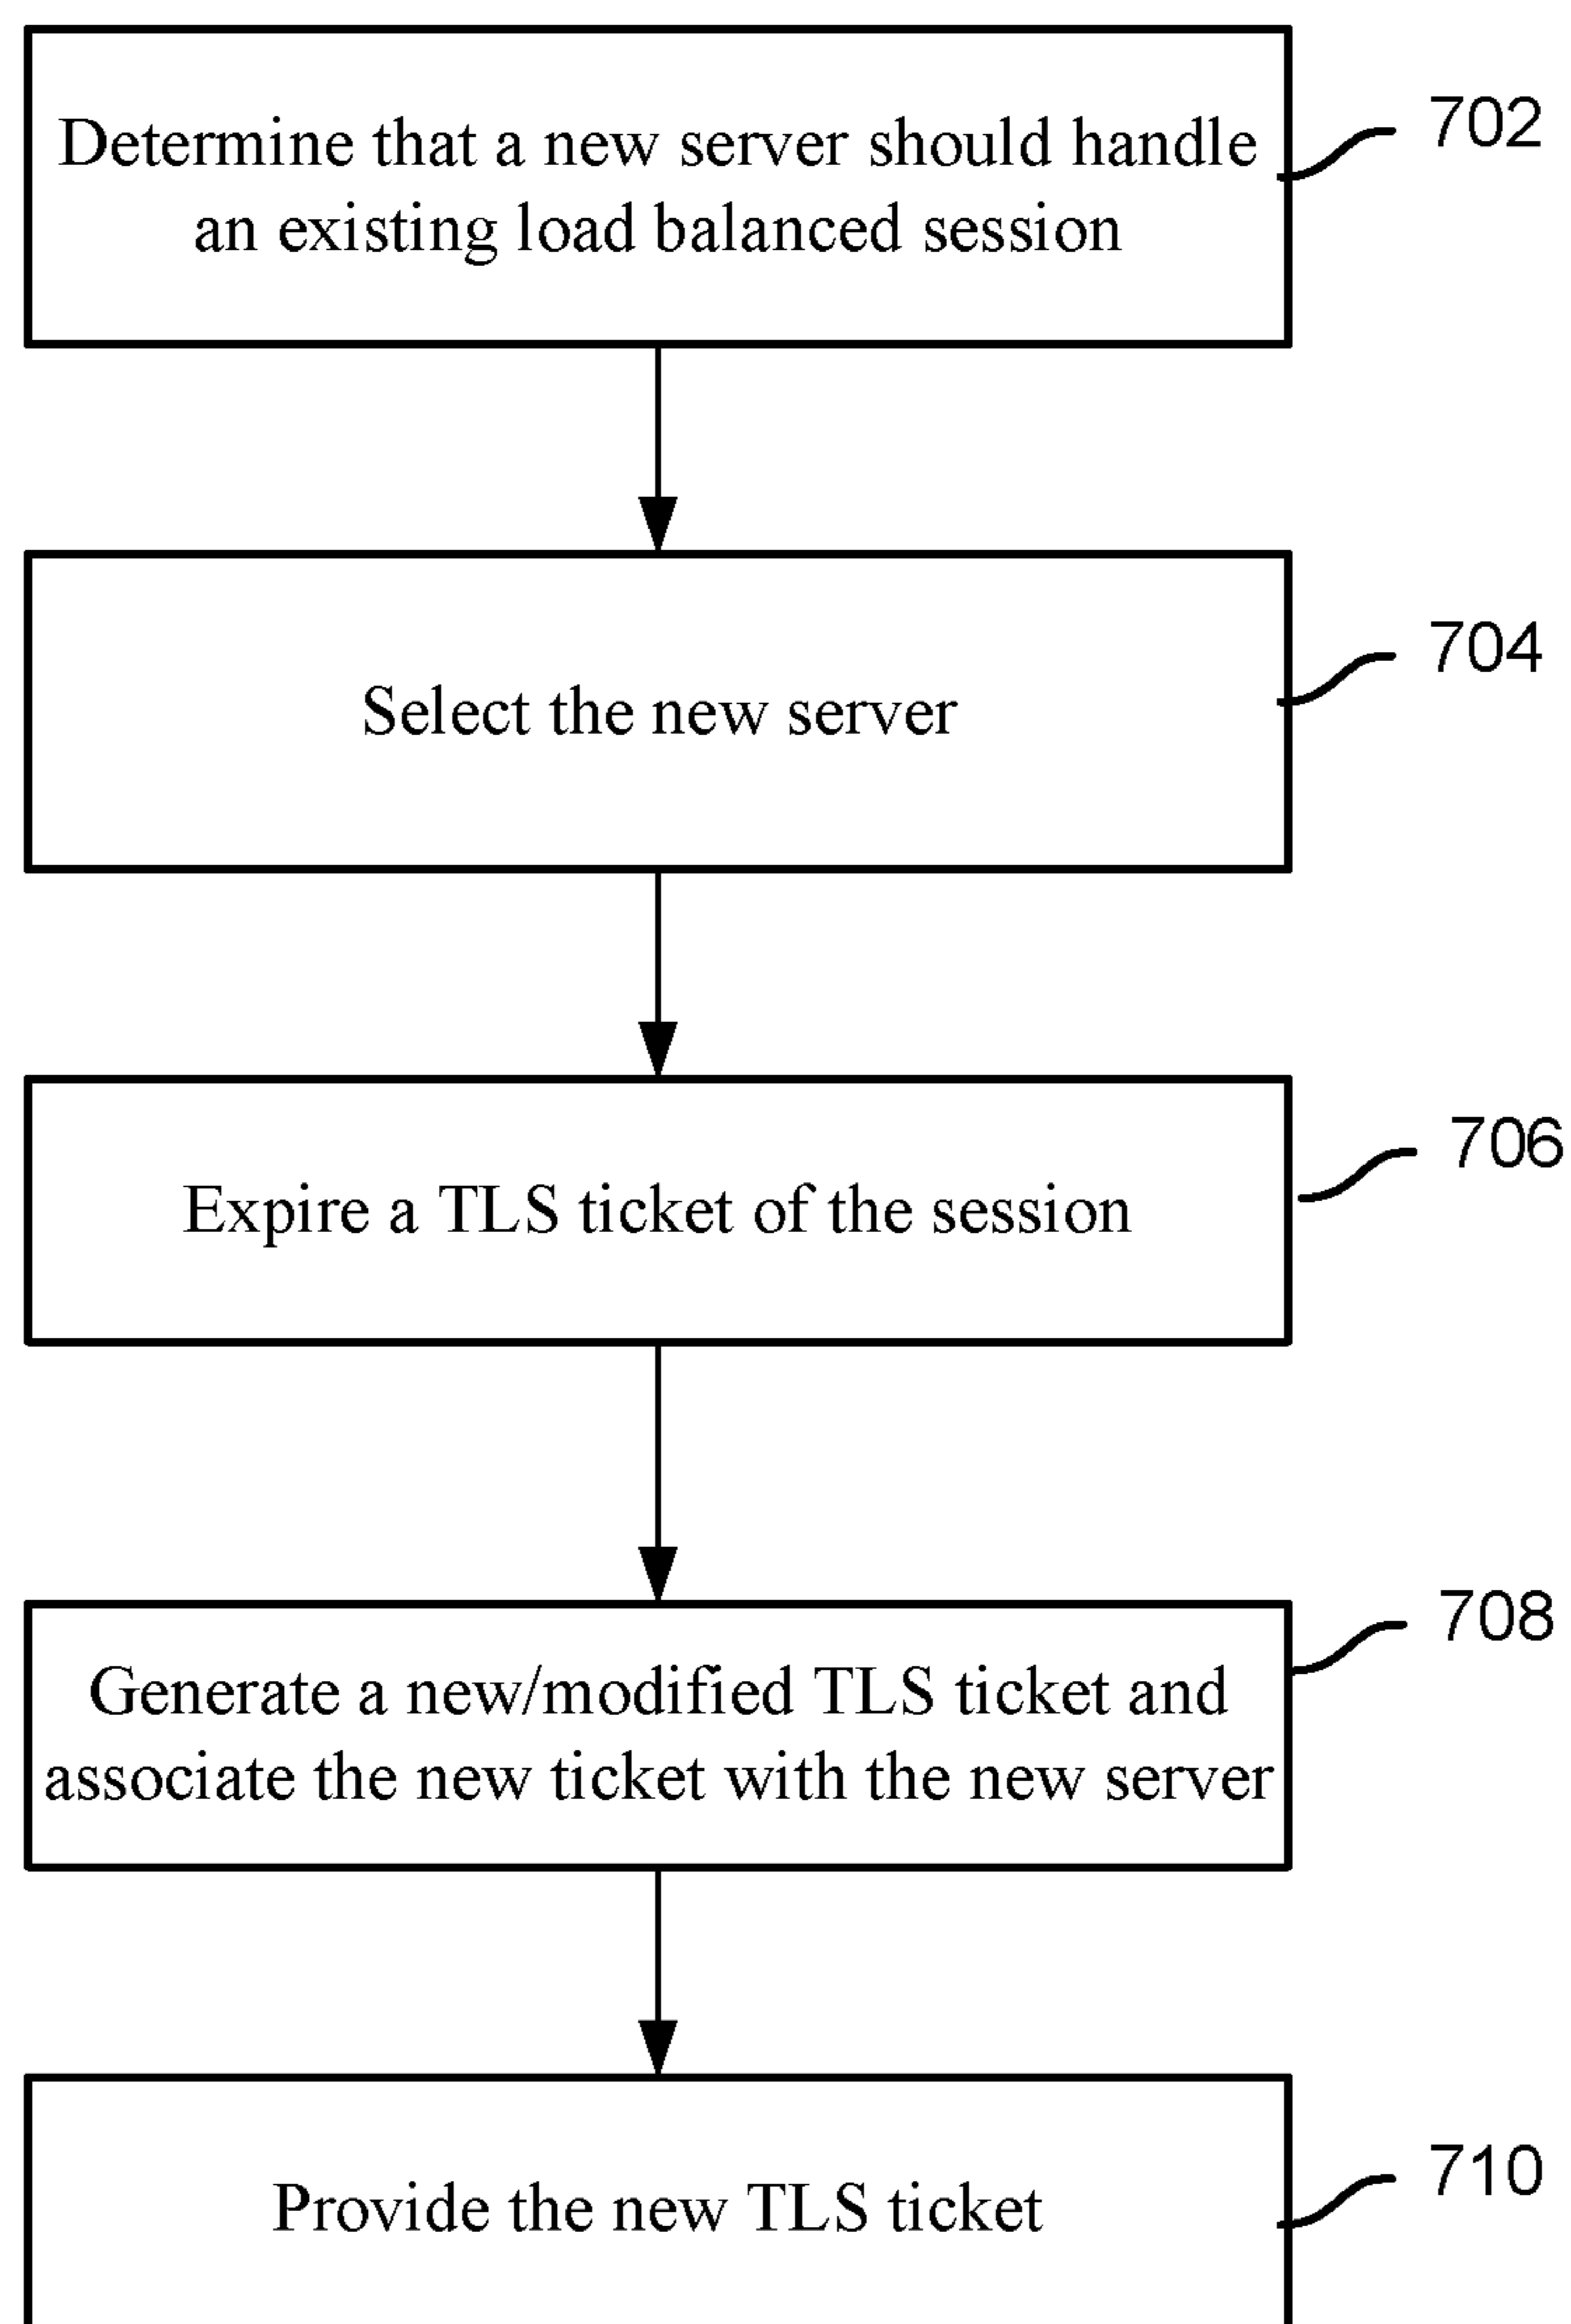 Determine that a new server should handle
an existing load balanced session
702
Select the new server
704
Expire a TLS ticket of the session
706
Generate a new/modified TLS ticket and
associate the new ticket with the new server
708
Provide the new TLS ticket
710